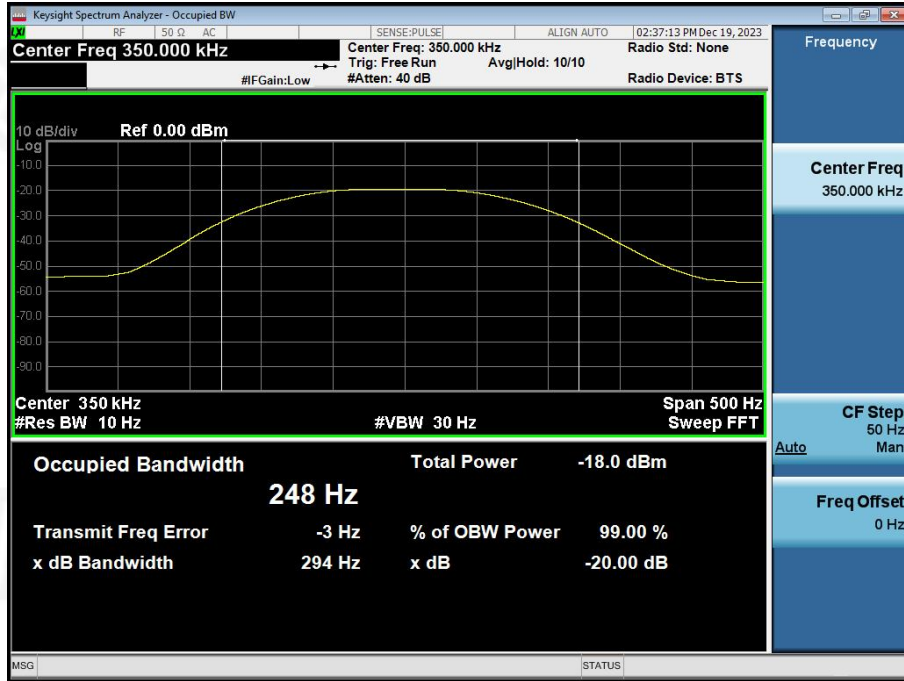 Keysight Spectrum Analyzer - Occupied BW
LXI RF 50 Ω AC SENSE:PULSE ALIGN AUTO 02:37:13 PM Dec 19, 2023
Center Freq 350.000 kHz
Center Freq: 350.000 kHz
Radio Std: None
Trig: Free Run Avg|Hold: 10/10
#IFGain:Low
#Atten: 40 dB
Radio Device: BTS
10 dB/div Ref 0.00 dBm
Log
-10.0
-20.0
-30.0
-40.0
-50.0
-60.0
-70.0
-80.0
-90.0
Center 350 kHz Span 500 Hz
#Res BW 10 Hz #VBW 30 Hz Sweep FFT
Occupied Bandwidth Total Power -18.0 dBm
248 Hz
Transmit Freq Error -3 Hz % of OBW Power 99.00 %
x dB Bandwidth 294 Hz x dB -20.00 dB
MSG STATUS
Frequency
Center Freq
350.000 kHz
CF Step
50 Hz
Auto Man
Freq Offset
0 Hz